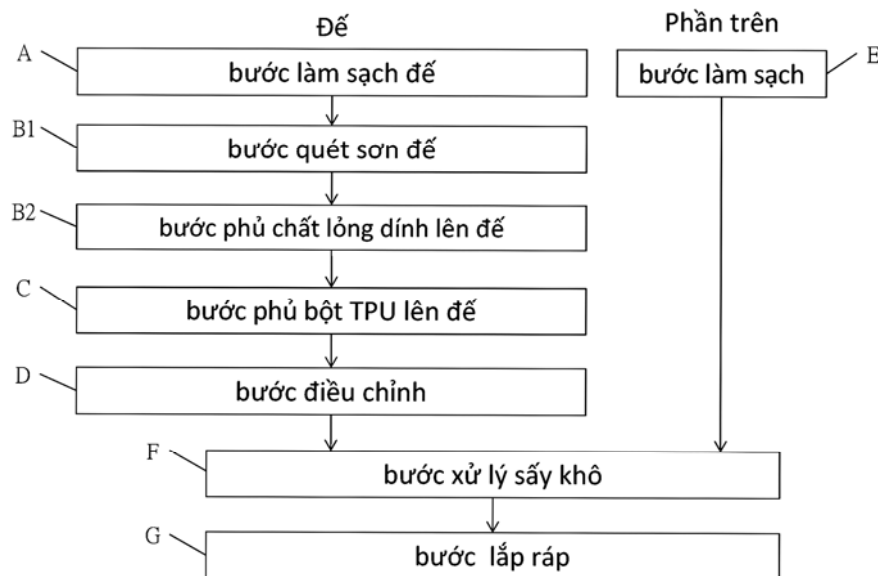 Đế
Phần trên
A
bước làm sạch đế
bước làm sạch
E
B1
bước quét sơn đế
B2
bước phủ chất lỏng dính lên đế
C
bước phủ bột TPU lên đế
D
bước điều chỉnh
F
bước xử lý sấy khô
G
bước lắp ráp